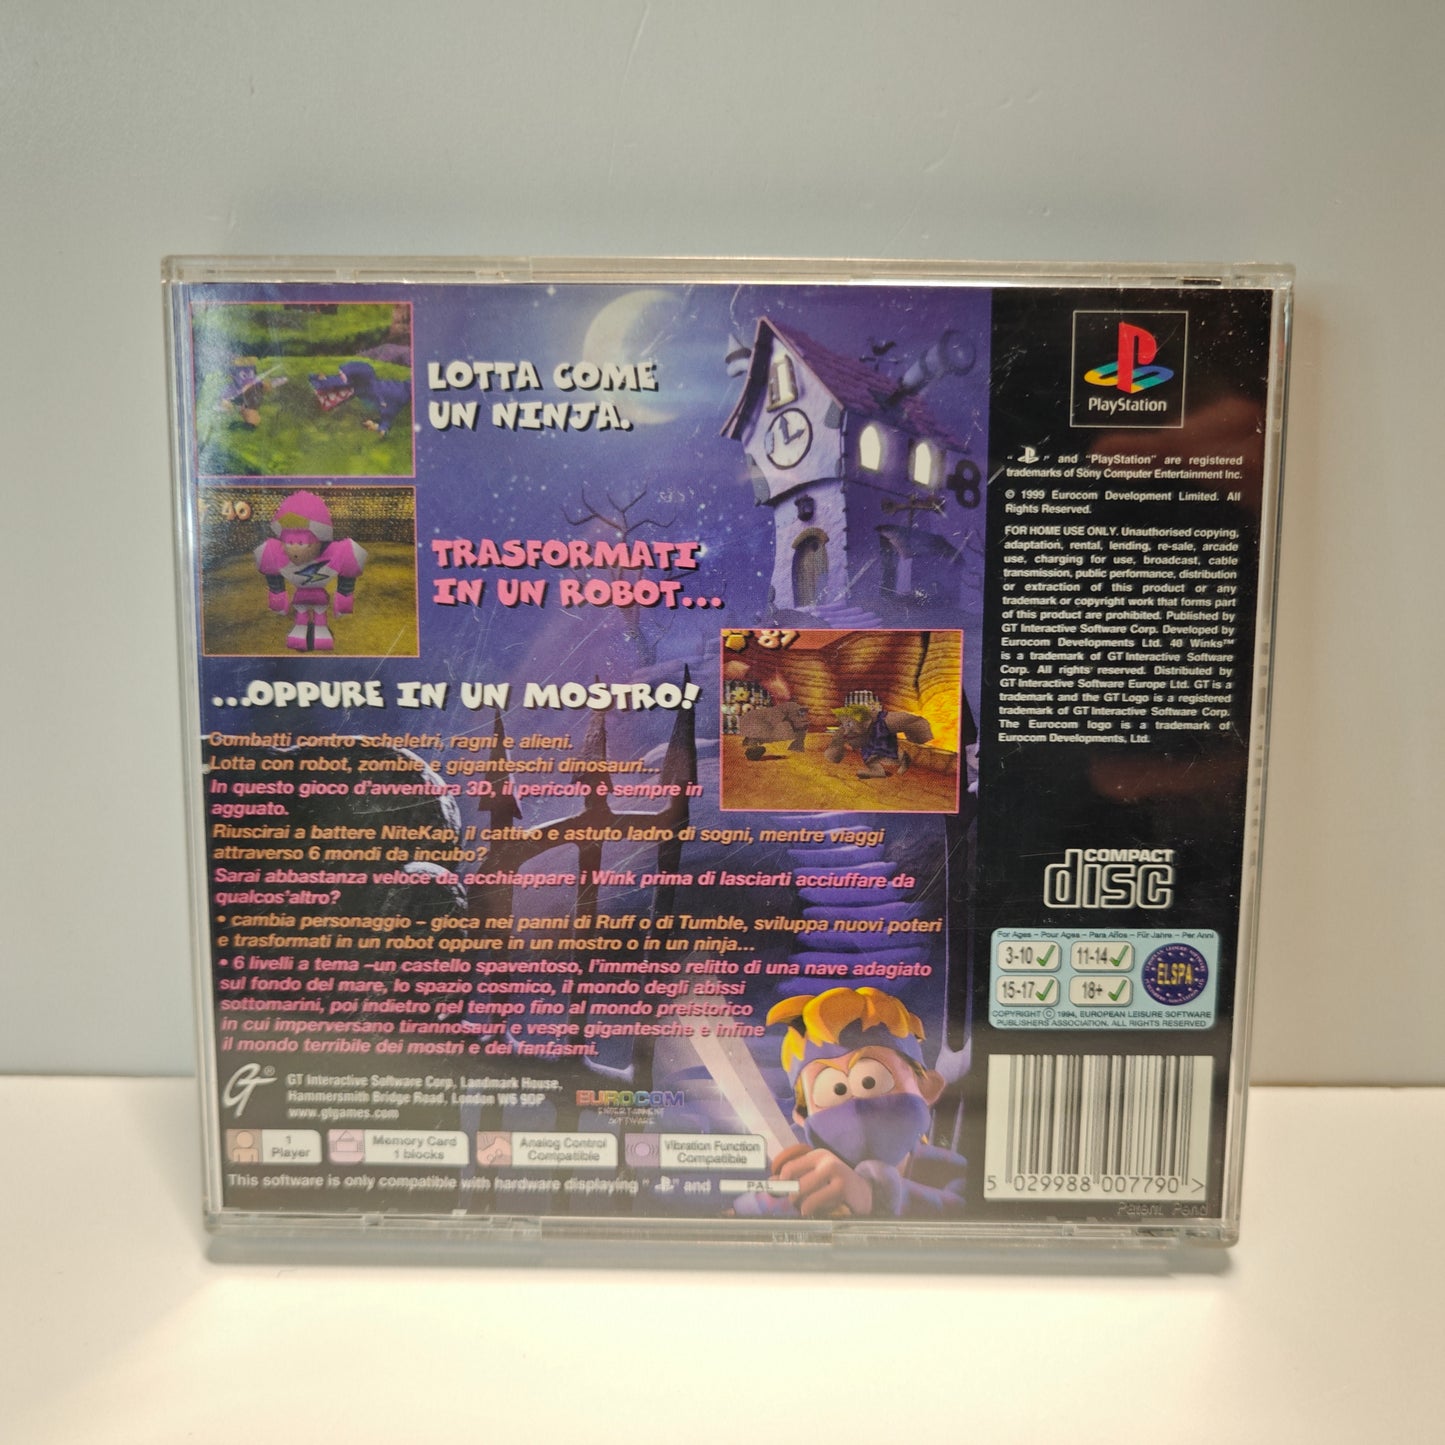 LOTTA COME
UN NINJA.
40
TRASFORMATI
IN UN ROBOT...
...OPPURE IN UN MOSTRO!
87
Combatti contro scheletri, ragni e alieni.
Lotta con robot, zombie e giganteschi dinosauri...
In questo gioco d'avventura 3D, il pericolo è sempre in
agguato.
Riuscirai a battere NiteKap, il cattivo e astuto ladro di sogni, mentre viaggi
attraverso 6 mondi da incubo?
Sarai abbastanza veloce da acchiappare i Wink prima di lasciarti acciuffare da
qualcos'altro?
• cambia personaggio – gioca nei panni di Ruff o di Tumble, sviluppa nuovi poteri
e trasformati in un robot oppure in un mostro o in un ninja...
• 6 livelli a tema –un castello spaventoso, l'immenso relitto di una nave adagiato
sul fondo del mare, lo spazio cosmico, il mondo degli abissi
sottomarini, poi indietro nel tempo fino al mondo preistorico
in cui imperversano tirannosauri e vespe gigantesche e infine
il mondo terribile dei mostri e dei fantasmi.
GT ®
GT Interactive Software Corp. Landmark House,
Hammersmith Bridge Road, London W6 9DP
www.gtgames.com
EUROCOM
ENTERTAINMENT
SOFTWARE
1
Player
Memory Card
1 blocks
Analog Control
Compatible
Vibration Function
Compatible
This software is only compatible with hardware displaying " " and PAL
PlayStation
" " and "PlayStation" are registered
trademarks of Sony Computer Entertainment Inc.
© 1999 Eurocom Development Limited. All
Rights Reserved.
FOR HOME USE ONLY. Unauthorised copying,
adaptation, rental, lending, re-sale, arcade
use, charging for use, broadcast, cable
transmission, public performance, distribution
or extraction of this product or any
trademark or copyright work that forms part
of this product are prohibited. Published by
GT Interactive Software Corp. Developed by
Eurocom Developments Ltd. 40 Winks™
is a trademark of GT Interactive Software
Corp. All rights reserved. Distributed by
GT Interactive Software Europe Ltd. GT is a
trademark and the GT Logo is a registered
trademark of GT Interactive Software Corp.
The Eurocom logo is a trademark of
Eurocom Developments, Ltd.
COMPACT
disc
For Ages – Pour Ages – Para Años – Für Jahre – Per Anni
3-10 11-14
15-17 18+
ELSPA
COPYRIGHT © 1994, EUROPEAN LEISURE SOFTWARE
PUBLISHERS ASSOCIATION, ALL RIGHTS RESERVED
5 029988 007790 >
Patent Pend